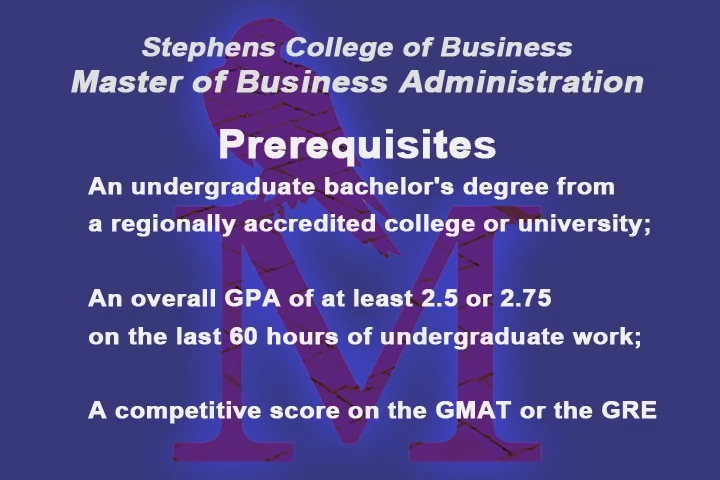 Stephens College of Business
Master of Business Administration
Prerequisites
An undergraduate bachelor's degree from
a regionally accredited college or university;
An overall GPA of at least 2.5 or 2.75
on the last 60 hours of undergraduate work;
A competitive score on the GMAT or the GRE
M